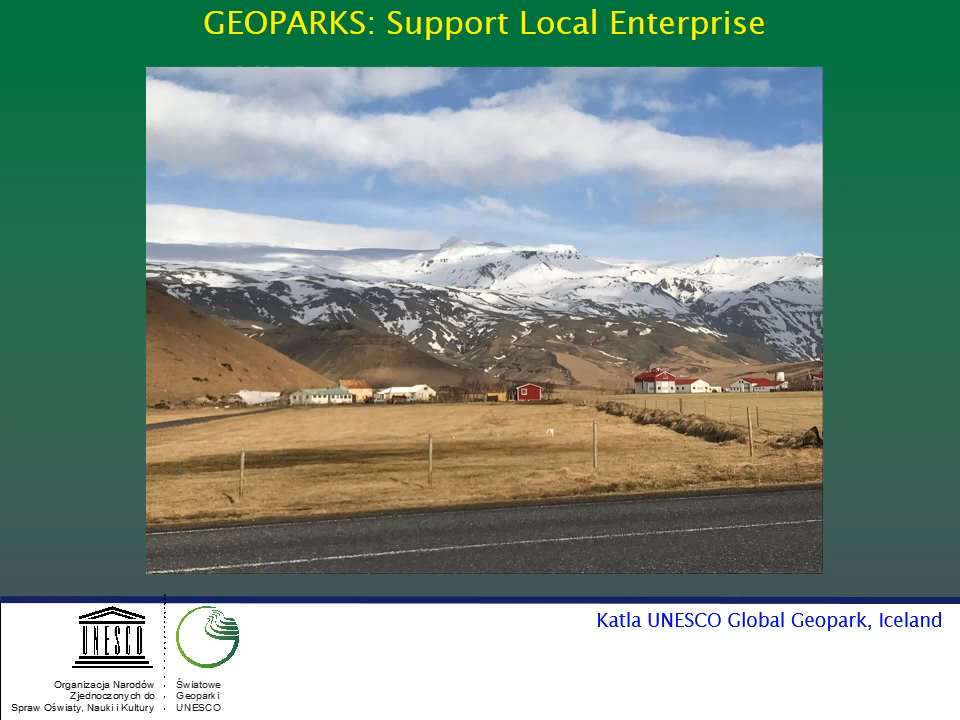 GEOPARKS: Support Local Enterprise
Katla UNESCO Global Geopark, Iceland
UNESCO
Organizacja Narodów
Zjednoczonych do
Spraw Oświaty, Nauki i Kultury
Światowe
Geoparki
UNESCO